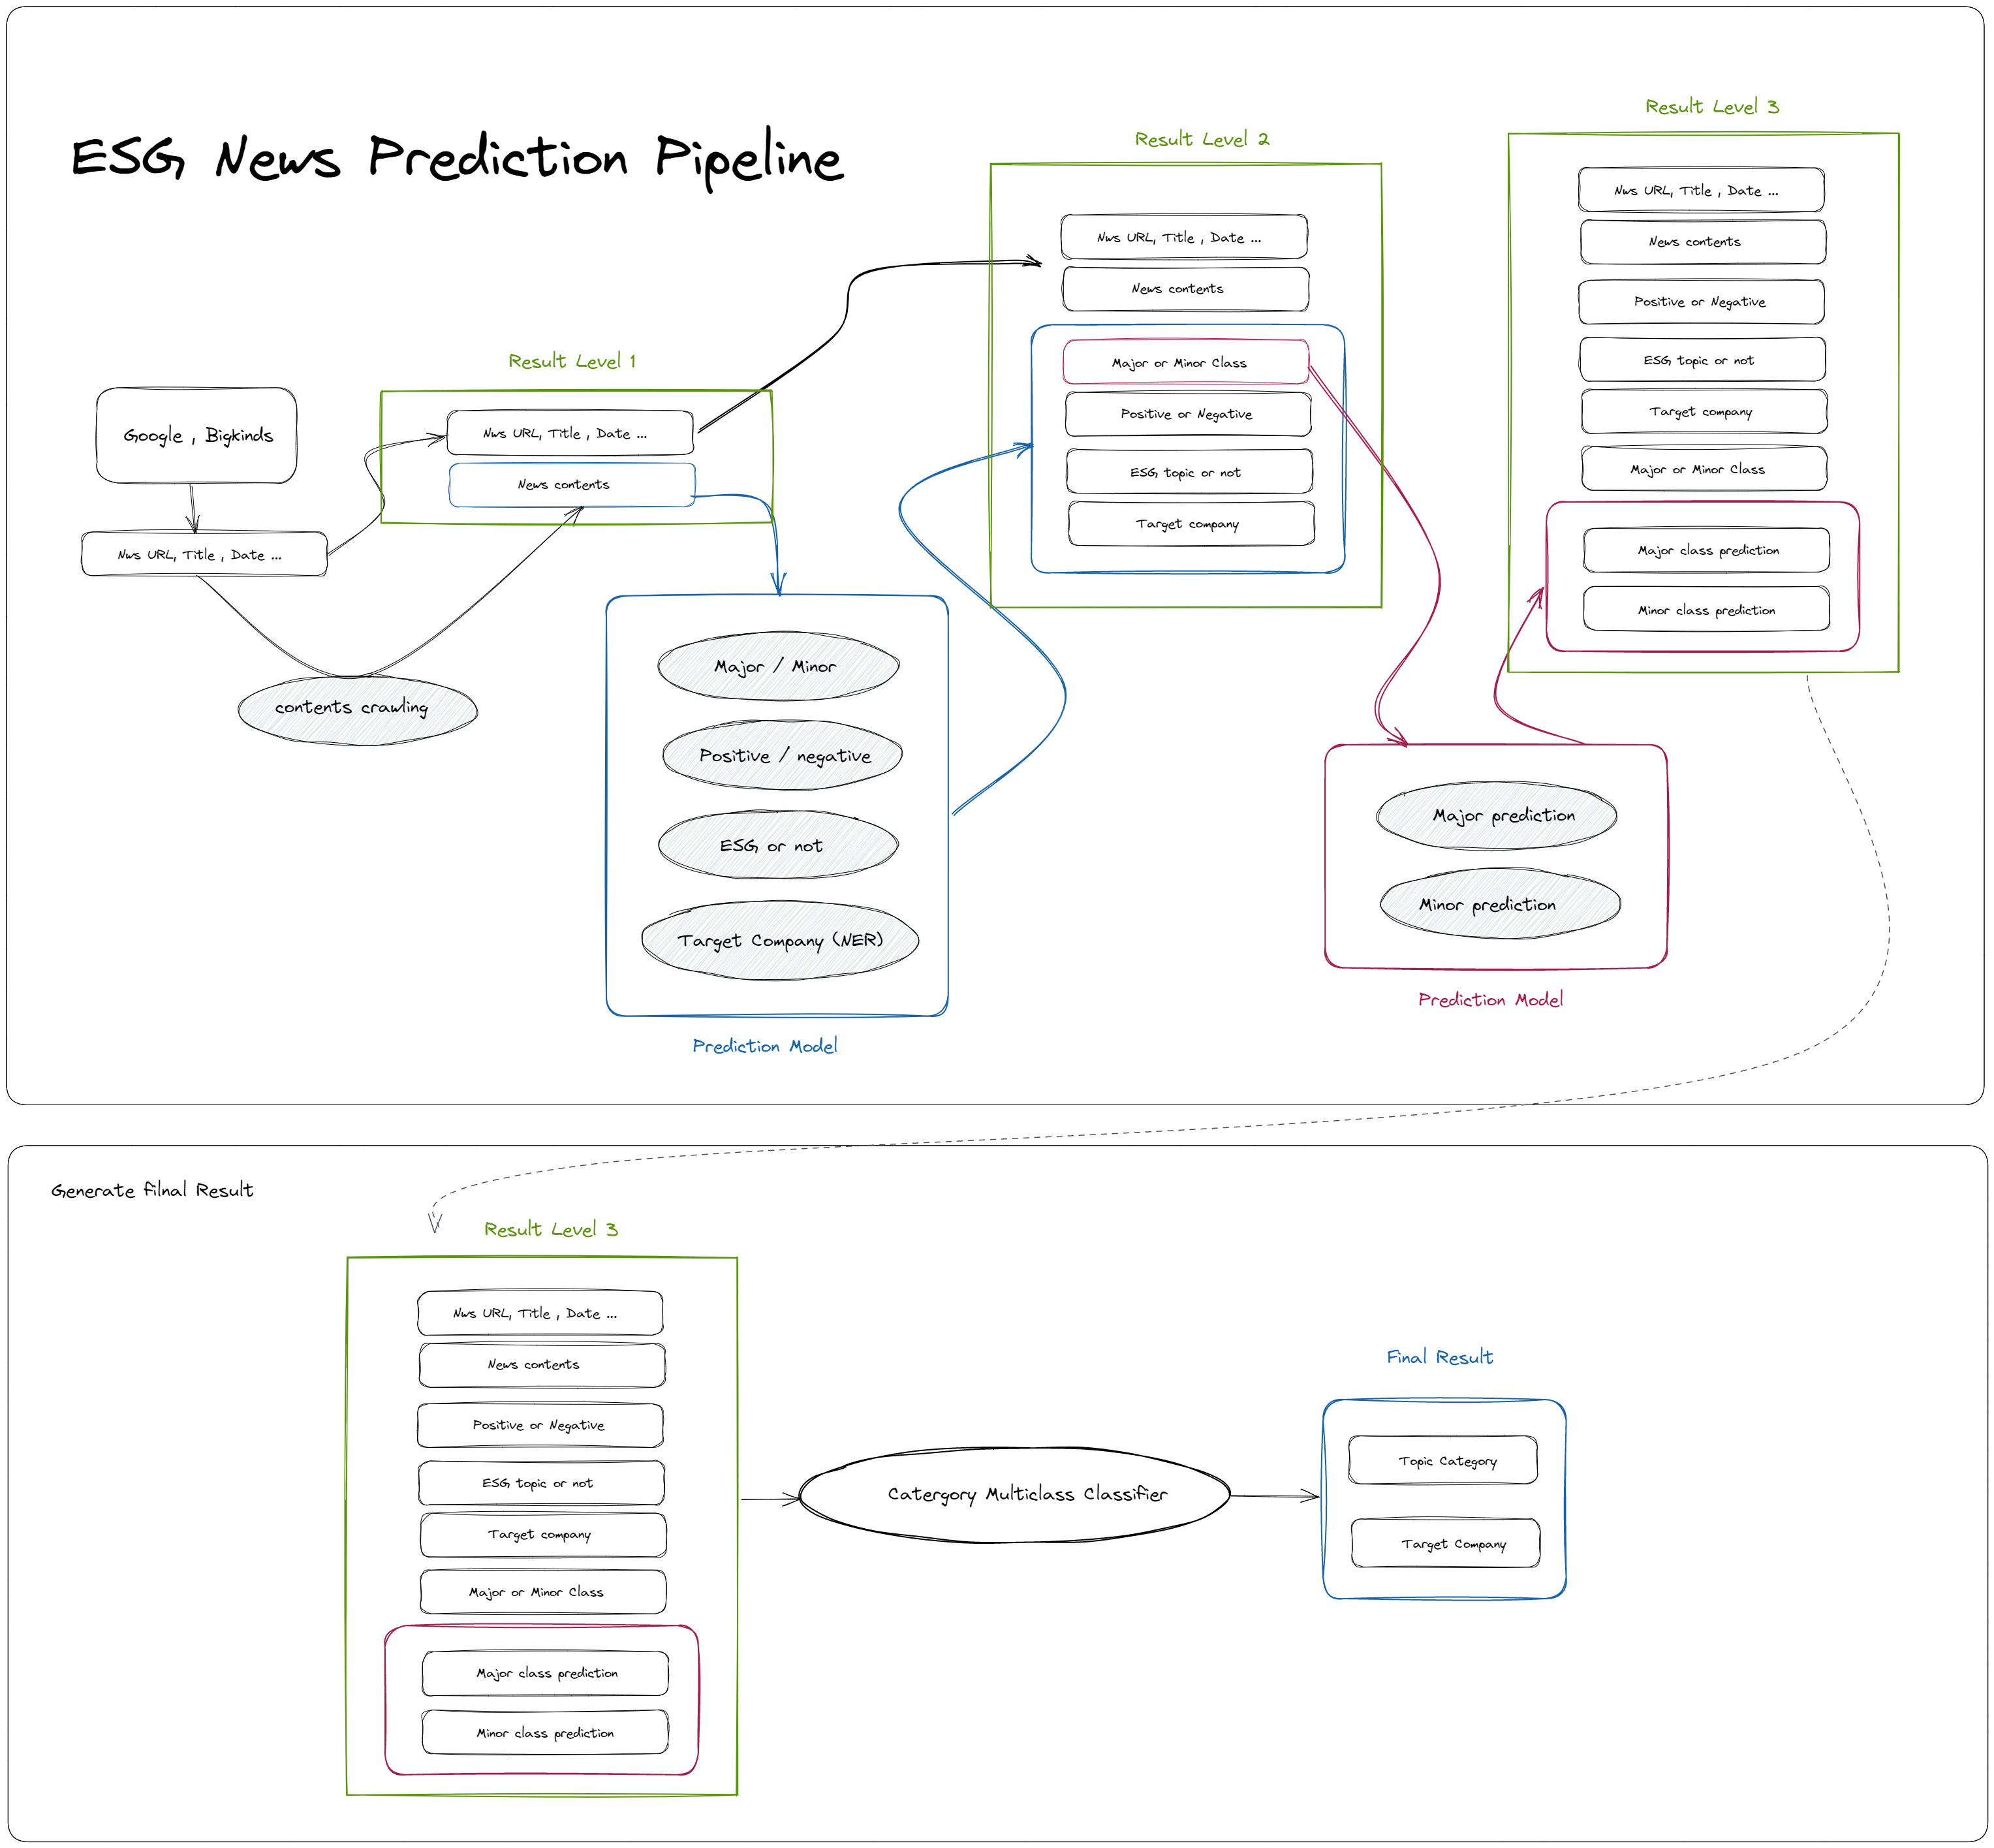 ESG News Prediction Pipeline
Google , Bigkinds
Nws URL, Title , Date ...
contents crawling
Result Level 1
Nws URL, Title , Date ...
News contents
Major / Minor
Positive / negative
ESG or not
Target Company (NER)
Prediction Model
Result Level 2
Nws URL, Title , Date ...
News contents
Major or Minor Class
Positive or Negative
ESG topic or not
Target company
Major prediction
Minor prediction
Prediction Model
Result Level 3
Nws URL, Title , Date ...
News contents
Positive or Negative
ESG topic or not
Target company
Major or Minor Class
Major class prediction
Minor class prediction
Generate filnal Result
Result Level 3
Nws URL, Title , Date ...
News contents
Positive or Negative
ESG topic or not
Target company
Major or Minor Class
Major class prediction
Minor class prediction
Catergory Multiclass Classifier
Final Result
Topic Category
Target Company